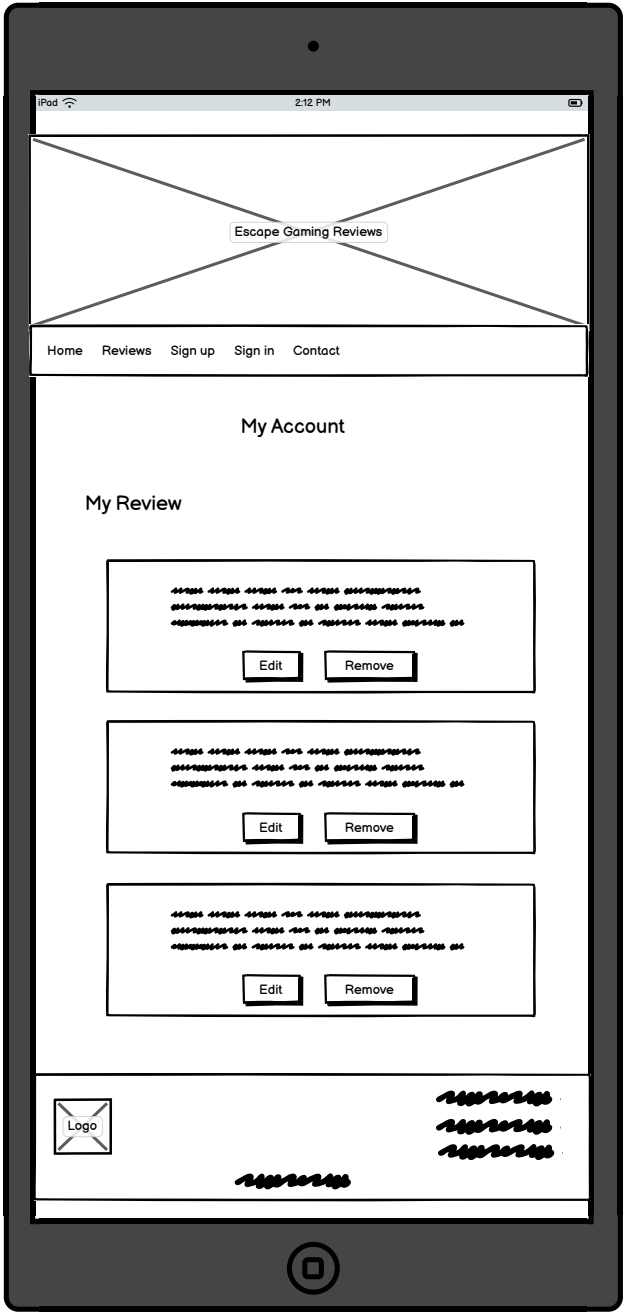 iPad 2:12 PM
Escape Gaming Reviews
Home Reviews Sign up Sign in Contact
My Account
My Review
Edit Remove
Edit Remove
Edit Remove
Logo